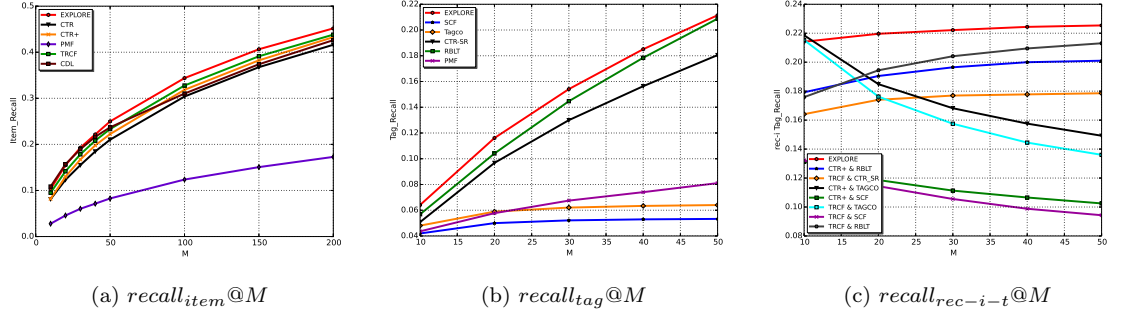 0.5
0.4
0.3
0.2
0.1
0.0
Item_Recall
EXPLORE
CTR
CTR+
PMF
TRCF
CDL
0
50
100
150
200
M
(a) recall_item@M
0.22
0.20
0.18
0.16
0.14
0.12
0.10
0.08
0.06
0.04
Tag_Recall
EXPLORE
SCF
Tagco
CTR-SR
RBLT
PMF
10
15
20
25
30
35
40
45
50
M
(b) recall_tag@M
0.24
0.22
0.20
0.18
0.16
0.14
0.12
0.10
0.08
rec-i Tag_Recall
EXPLORE
CTR+ & RBLT
TRCF & CTR_SR
CTR+ & TAGCO
CTR+ & SCF
TRCF & TAGCO
TRCF & SCF
TRCF & RBLT
10
15
20
25
30
35
40
45
50
M
(c) recall_rec−i−t@M